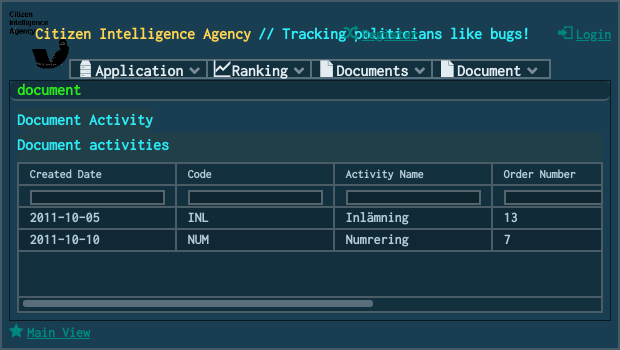 Citizen
Intelligence
Agency
Citizen Intelligence Agency // Tracking politicians like bugs!
Register
Login
Application
Ranking
Documents
Document
document
Document Activity
Document activities
Created Date Code Activity Name Order Number
2011-10-05 INL Inlämning 13
2011-10-10 NUM Numrering 7
Main View